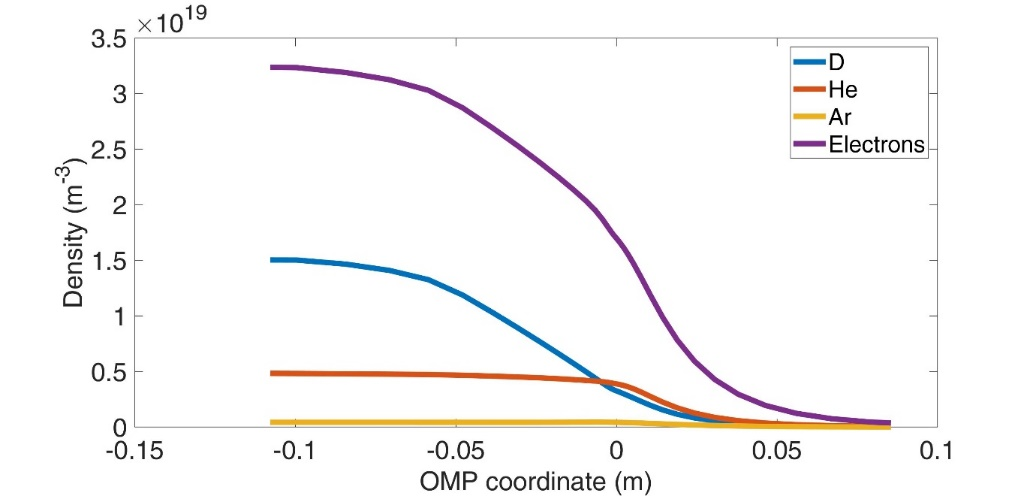 ×10^19
3.5
3
2.5
2
1.5
1
0.5
0
Density (m^-3)
D
He
Ar
Electrons
-0.15 -0.1 -0.05 0 0.05 0.1
OMP coordinate (m)